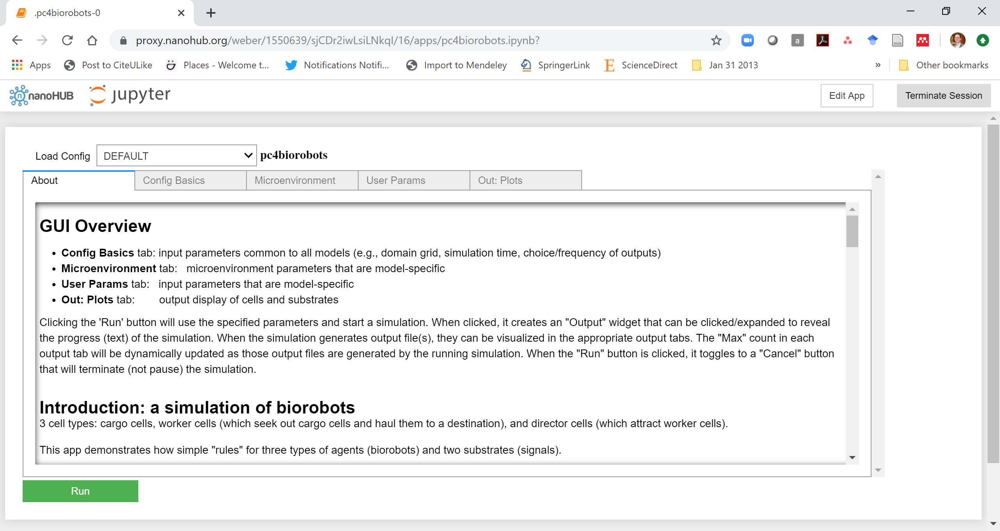 .pc4biorobots-0
proxy.nanohub.org/weber/1550639/sjCDr2iwLsiLNkqI/16/apps/pc4biorobots.ipynb?
a
Apps
Post to CiteULike
Places - Welcome t...
Notifications Notifi...
Import to Mendeley
SpringerLink
E
ScienceDirect
Jan 31 2013
»
Other bookmarks
n
nanoHUB
jupyter
Edit App
Terminate Session
Load Config
DEFAULT
pc4biorobots
About
Config Basics
Microenvironment
User Params
Out: Plots
GUI Overview
• Config Basics tab: input parameters common to all models (e.g., domain grid, simulation time, choice/frequency of outputs)
• Microenvironment tab: microenvironment parameters that are model-specific
• User Params tab: input parameters that are model-specific
• Out: Plots tab: output display of cells and substrates
Clicking the 'Run' button will use the specified parameters and start a simulation. When clicked, it creates an "Output" widget that can be clicked/expanded to reveal
the progress (text) of the simulation. When the simulation generates output file(s), they can be visualized in the appropriate output tabs. The "Max" count in each
output tab will be dynamically updated as those output files are generated by the running simulation. When the "Run" button is clicked, it toggles to a "Cancel" button
that will terminate (not pause) the simulation.
Introduction: a simulation of biorobots
3 cell types: cargo cells, worker cells (which seek out cargo cells and haul them to a destination), and director cells (which attract worker cells).
This app demonstrates how simple "rules" for three types of agents (biorobots) and two substrates (signals).
Run